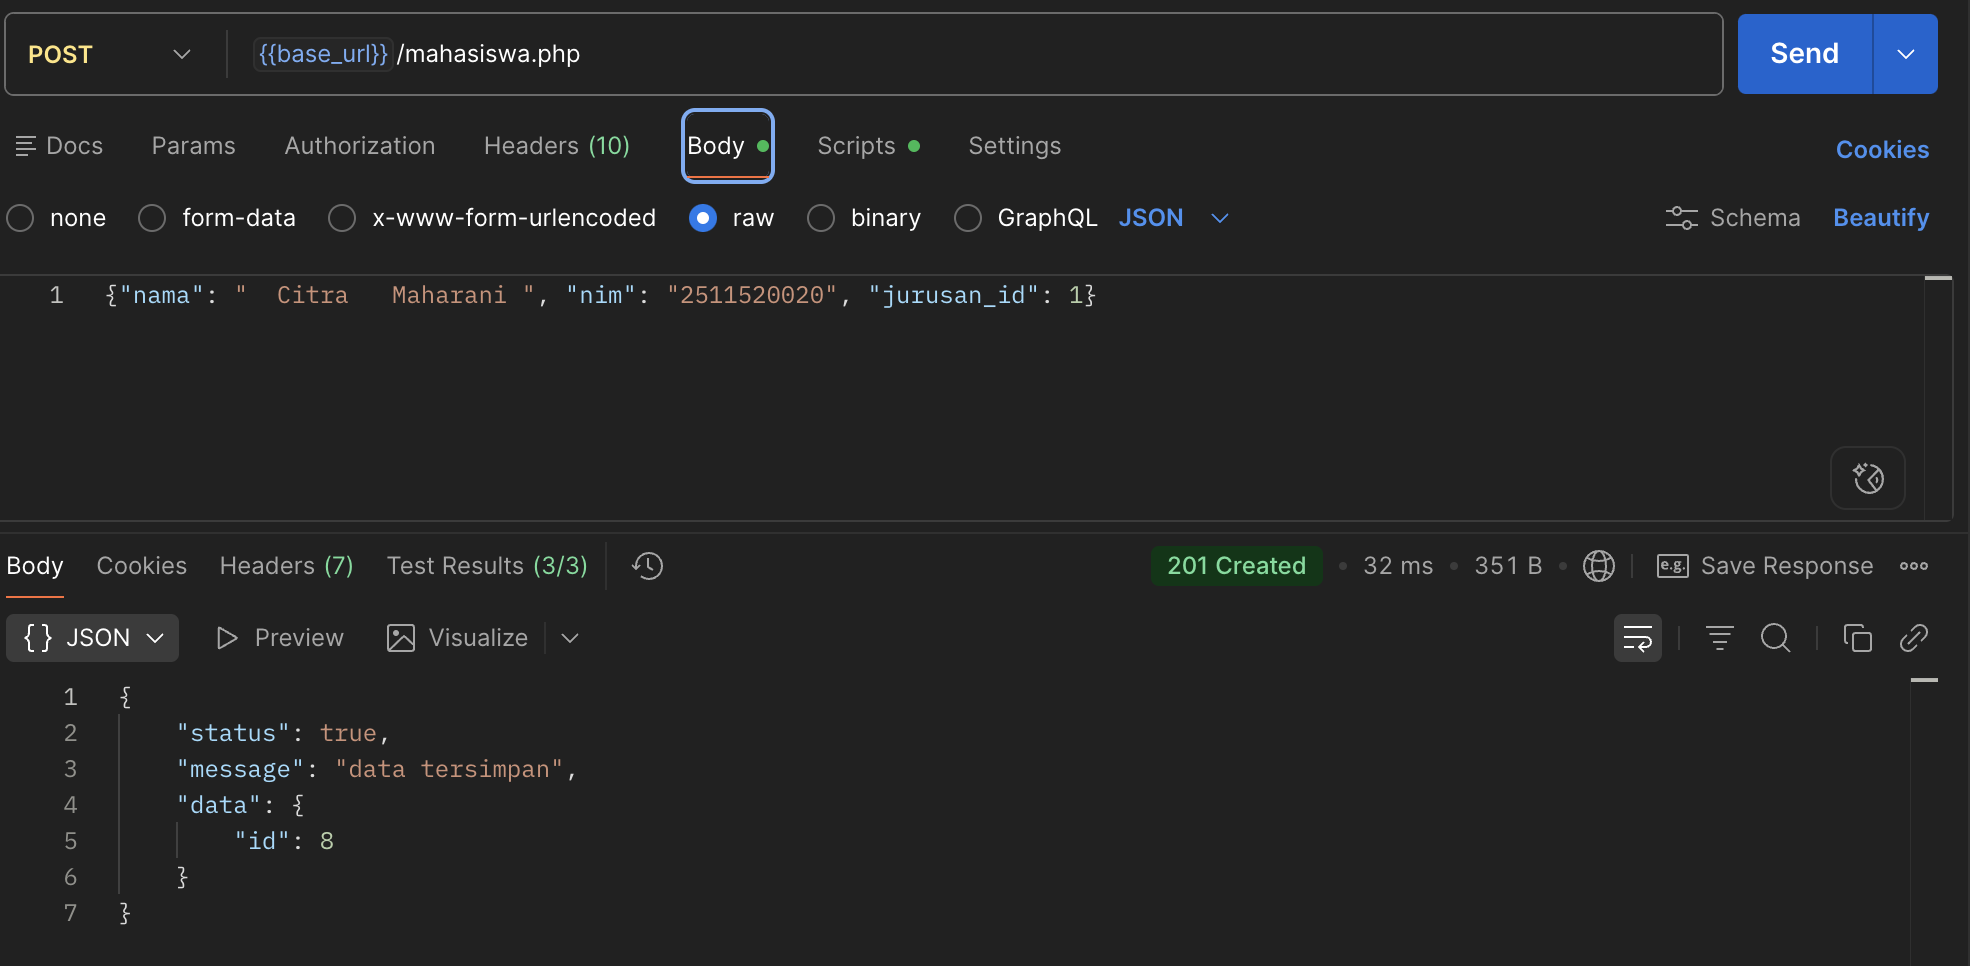 POST {{base_url}}/mahasiswa.php Send
Docs Params Authorization Headers (10) Body Scripts Settings Cookies
none form-data x-www-form-urlencoded raw binary GraphQL JSON Schema Beautify
1 {"nama": "  Citra   Maharani ", "nim": "2511520020", "jurusan_id": 1}
Body Cookies Headers (7) Test Results (3/3) 201 Created • 32 ms • 351 B • e.g. Save Response
{} JSON Preview Visualize
1 {
2     "status": true,
3     "message": "data tersimpan",
4     "data": {
5         "id": 8
6     }
7 }